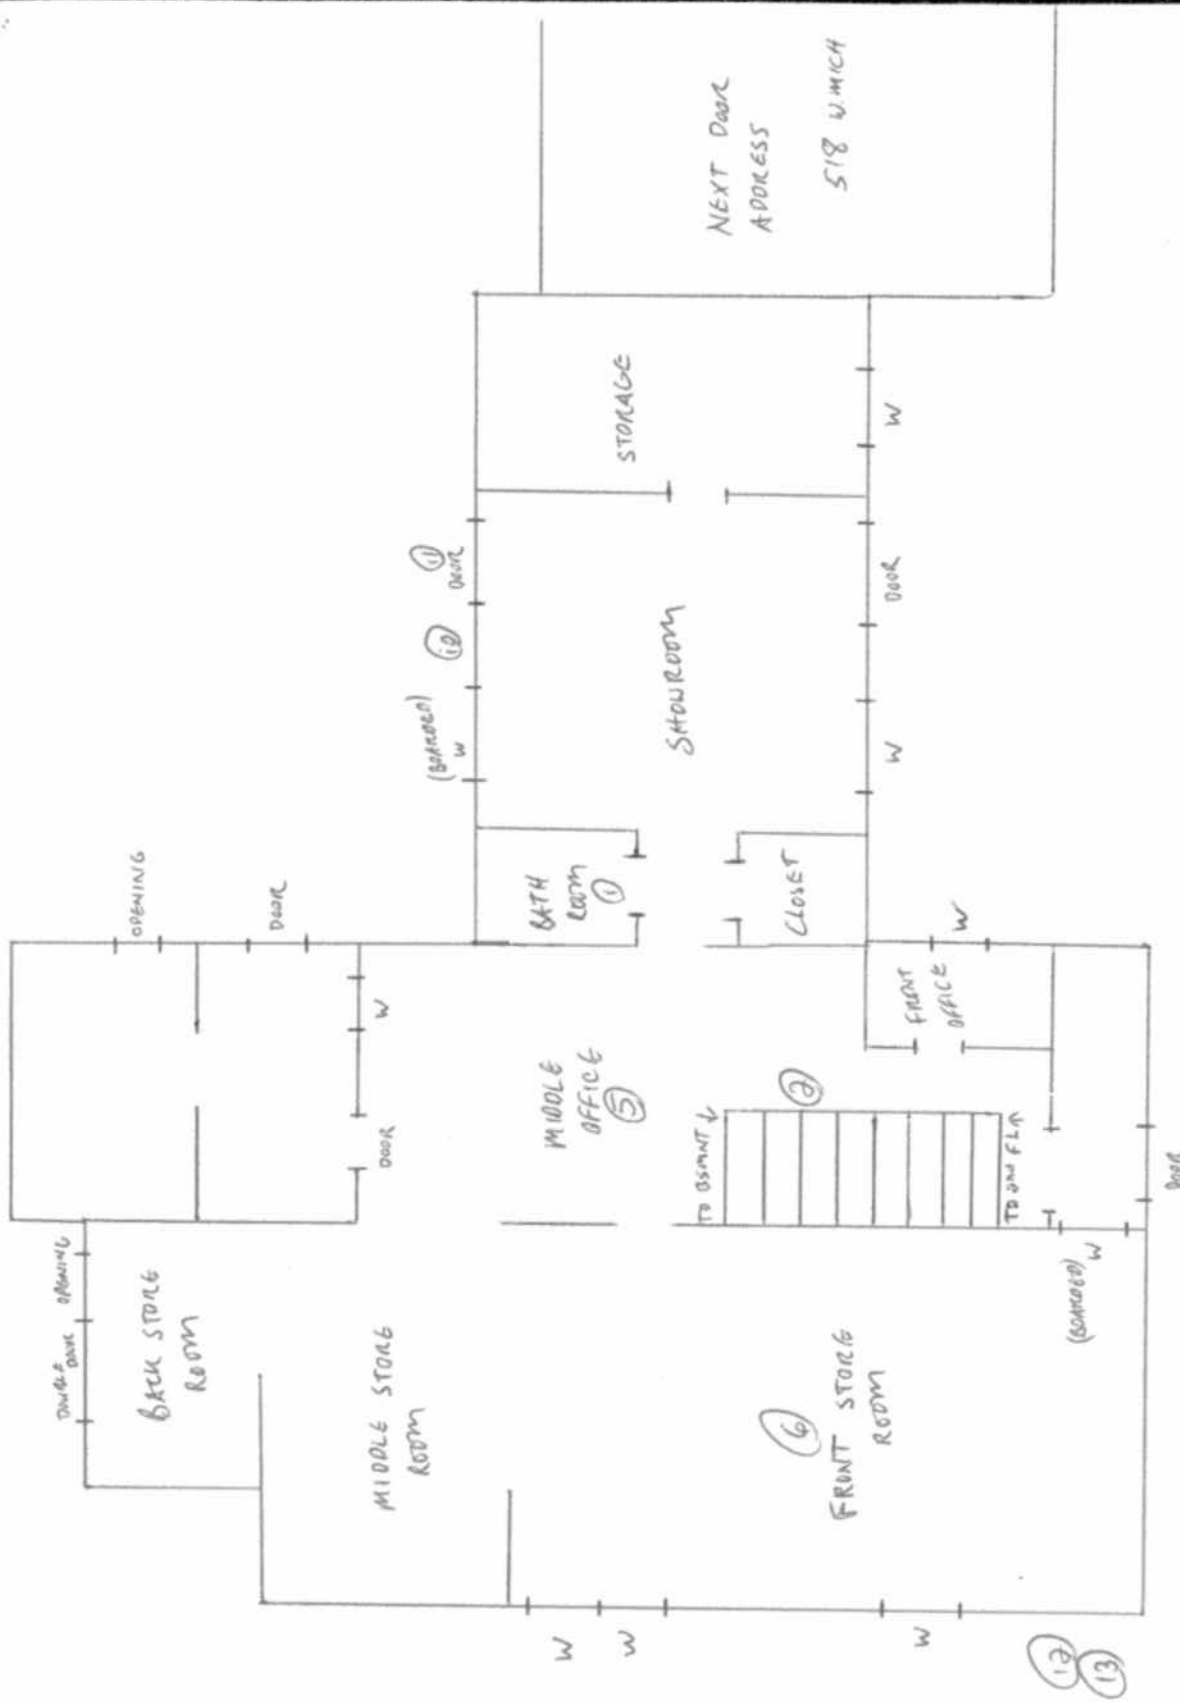 NEXT DOOR
ADDRESS
518 W. MICH
STORAGE
W
⑪
DOOR
⑩
(BOARDED)
W
SHOWROOM
DOOR
W
BATH
ROOM
①
CLOSET
OPENING
DOOR
W
DOOR
MIDDLE
OFFICE
⑤
②
FRONT
OFFICE
W
TO BSMNT ↓
TO 2ND FL ↑
DOOR
(BOARDED)
W
DOUBLE
DOOR
OPENING
BACK STORE
ROOM
MIDDLE STORE
ROOM
⑥
FRONT STORE
ROOM
W
W
W
⑫
⑬